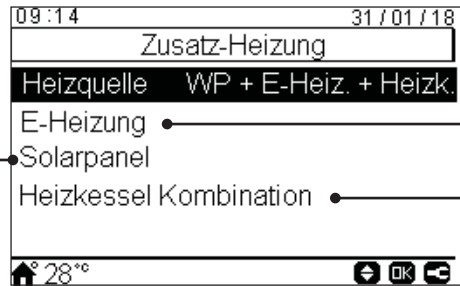 09:14 31/01/18
Zusatz-Heizung
Heizquelle WP + E-Heiz. + Heizk.
E-Heizung
Solarpanel
Heizkessel Kombination
28°C OK